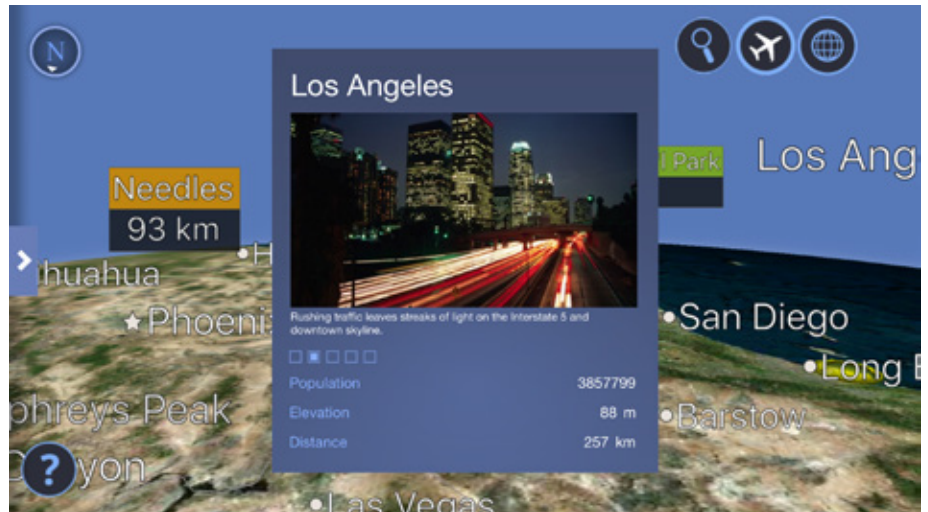 N
Los Angeles
l Park
Los Ang
Needles
93 km
H
huahua
Phoeni
Rushing traffic leaves streaks of light on the Interstate 5 and
downtown skyline.
San Diego
Long
Population 3857799
Elevation 88 m
Distance 257 km
phreys Peak
Barstow
?
yon
Las Vegas